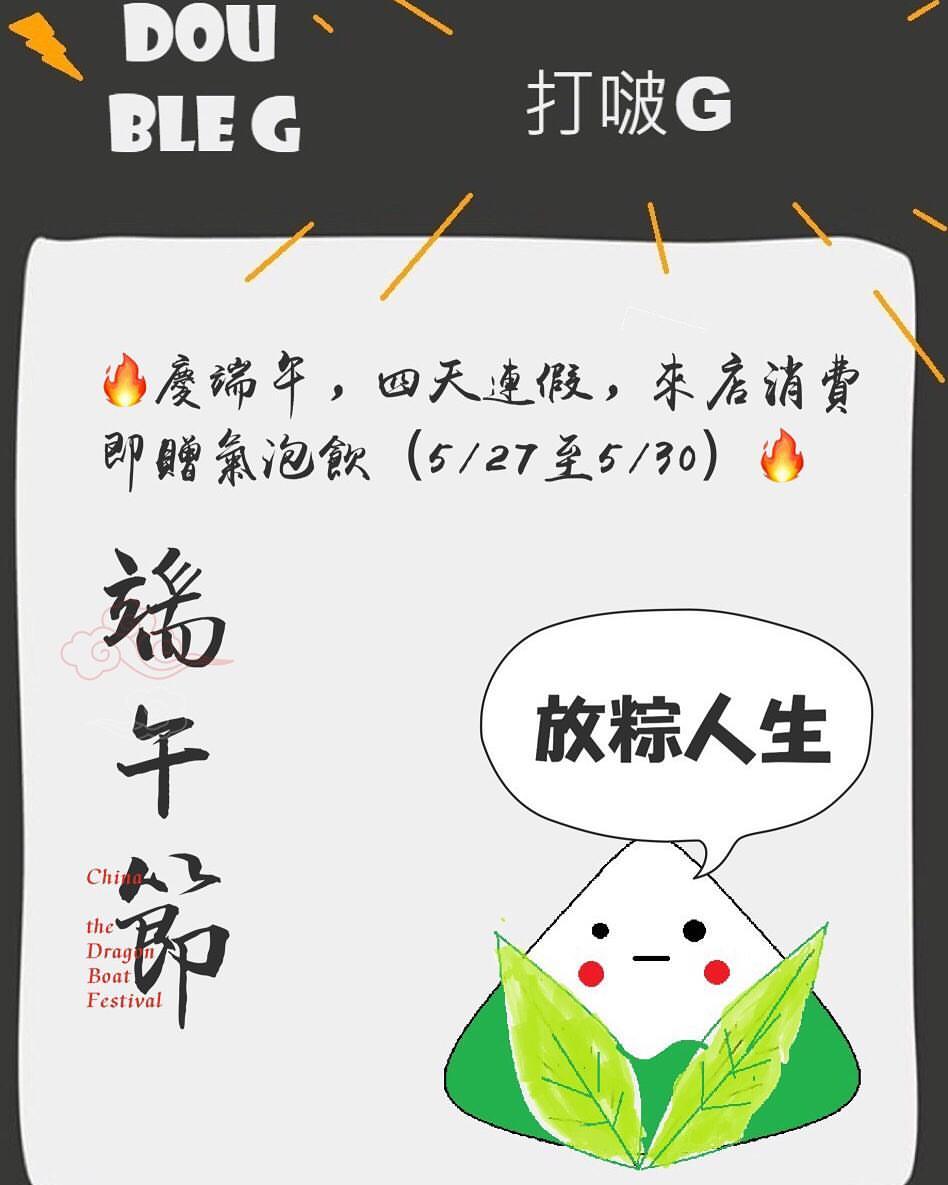 DOU
BLE G
打啵G
🔥慶端午，四天連假，來店消費
即贈氣泡飲（5/27至5/30）🔥
端午節
China
the
Dragon
Boat
Festival
放粽人生